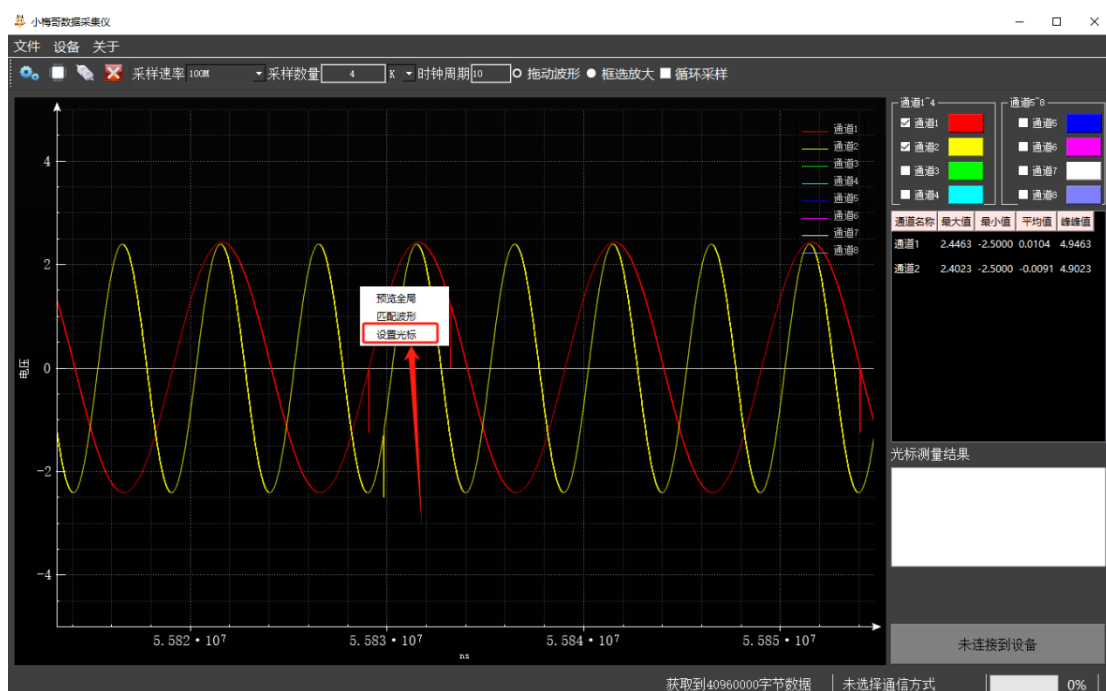 小梅哥数据采集仪
文件 设备 关于
采样速率 100M 采样数量 4 K 时钟周期 10 拖动波形 框选放大 循环采样
通道1~4 通道5~8
通道1 通道5
通道2 通道6
通道3 通道7
通道4 通道8
通道1
通道2
通道3
通道4
通道5
通道6
通道7
通道8
通道名称 最大值 最小值 平均值 峰峰值
通道1 2.4463 -2.5000 0.0104 4.9463
通道2 2.4023 -2.5000 -0.0091 4.9023
预览全局
匹配波形
设置光标
电压
4
2
0
-2
-4
5.582·10⁷ 5.583·10⁷ 5.584·10⁷ 5.585·10⁷
ns
光标测量结果
未连接到设备
获取到40960000字节数据 未选择通信方式 0%